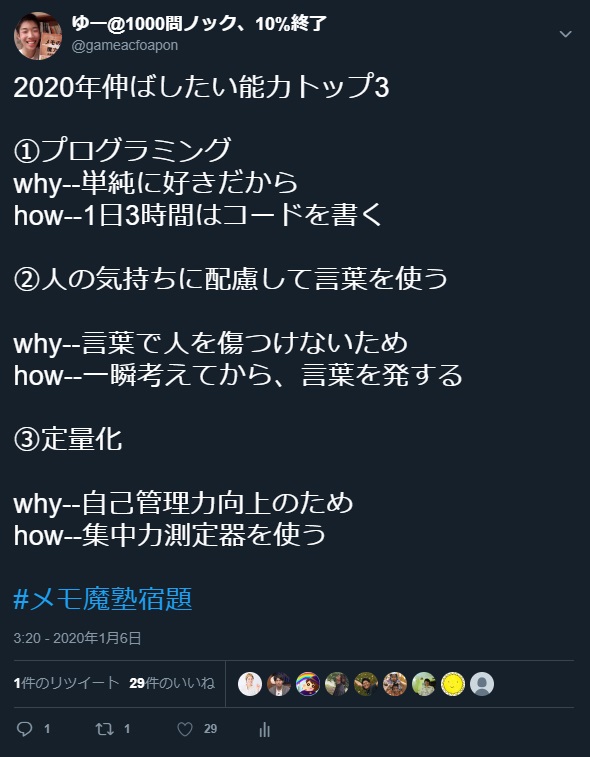 ゆー@1000問ノック、10%終了
@gameacfoapon
2020年伸ばしたい能力トップ3
①プログラミング
why--単純に好きだから
how--1日3時間はコードを書く
②人の気持ちに配慮して言葉を使う
why--言葉で人を傷つけないため
how--一瞬考えてから、言葉を発する
③定量化
why--自己管理力向上のため
how--集中力測定器を使う
#メモ魔塾宿題
3:20 - 2020年1月6日
1件のリツイート 29件のいいね
1 1 29